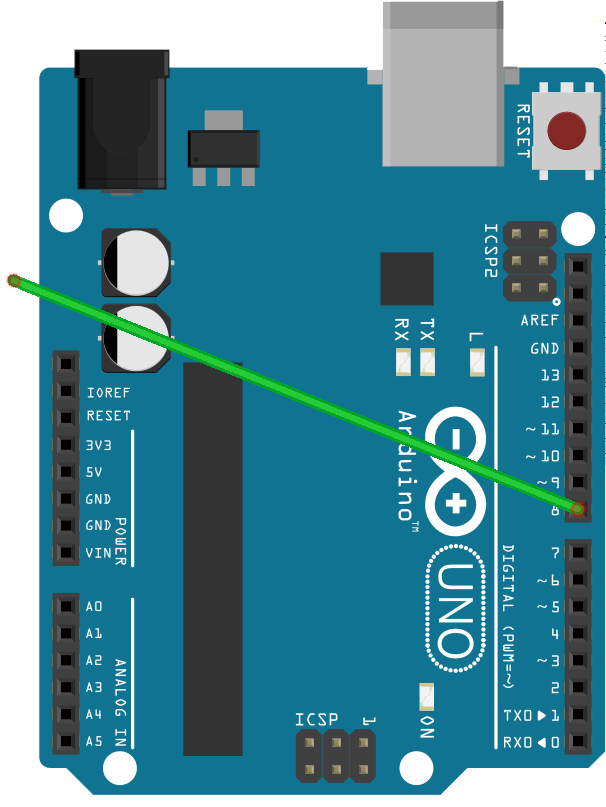 RESET
ICSP2
AREF
GND
RX
TX
L
13
12
~11
~10
~9
8
IOREF
RESET
3V3
5V
GND
GND
VIN
POWER
Arduino™
UNO
7
~6
~5
4
~3
2
TX0▶1
RX0◀0
DIGITAL (PWM=~)
A0
A1
A2
A3
A4
A5
ANALOG IN
ICSP
1
ON